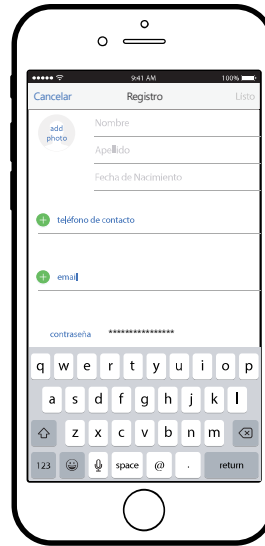 9:41 AM 100%
Cancelar Registro Listo
add
photo
Nombre
Apellido
Fecha de Nacimiento
teléfono de contacto
email
contraseña ****************
q w e r t y u i o p
a s d f g h j k l
z x c v b n m
123 space @ . return